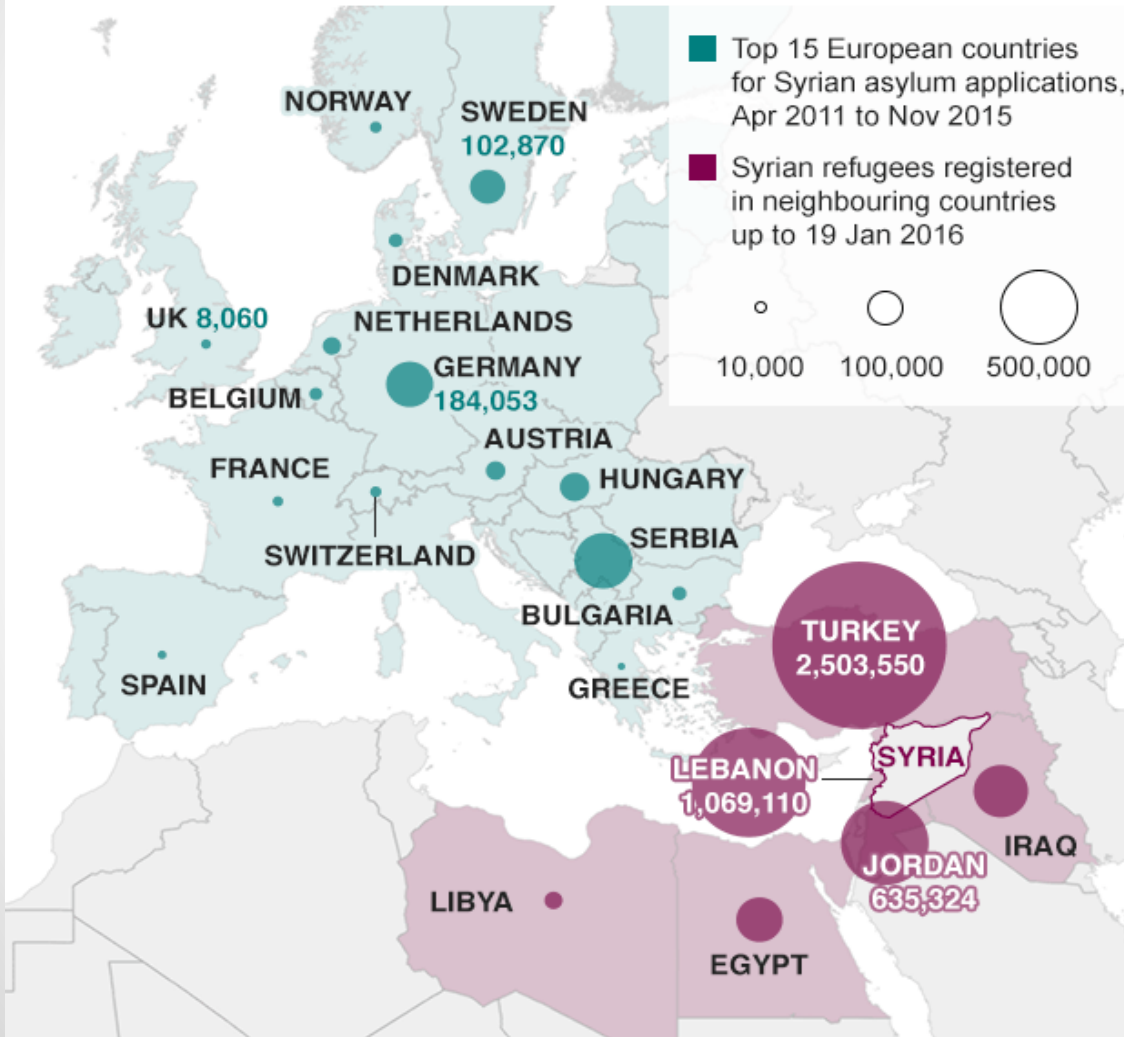 Top 15 European countries
for Syrian asylum applications,
Apr 2011 to Nov 2015
Syrian refugees registered
in neighbouring countries
up to 19 Jan 2016
10,000
100,000
500,000
NORWAY
SWEDEN
102,870
DENMARK
UK 8,060
NETHERLANDS
GERMANY
184,053
BELGIUM
AUSTRIA
FRANCE
HUNGARY
SERBIA
SWITZERLAND
BULGARIA
TURKEY
2,503,550
SPAIN
GREECE
SYRIA
LEBANON
1,069,110
IRAQ
JORDAN
635,324
LIBYA
EGYPT